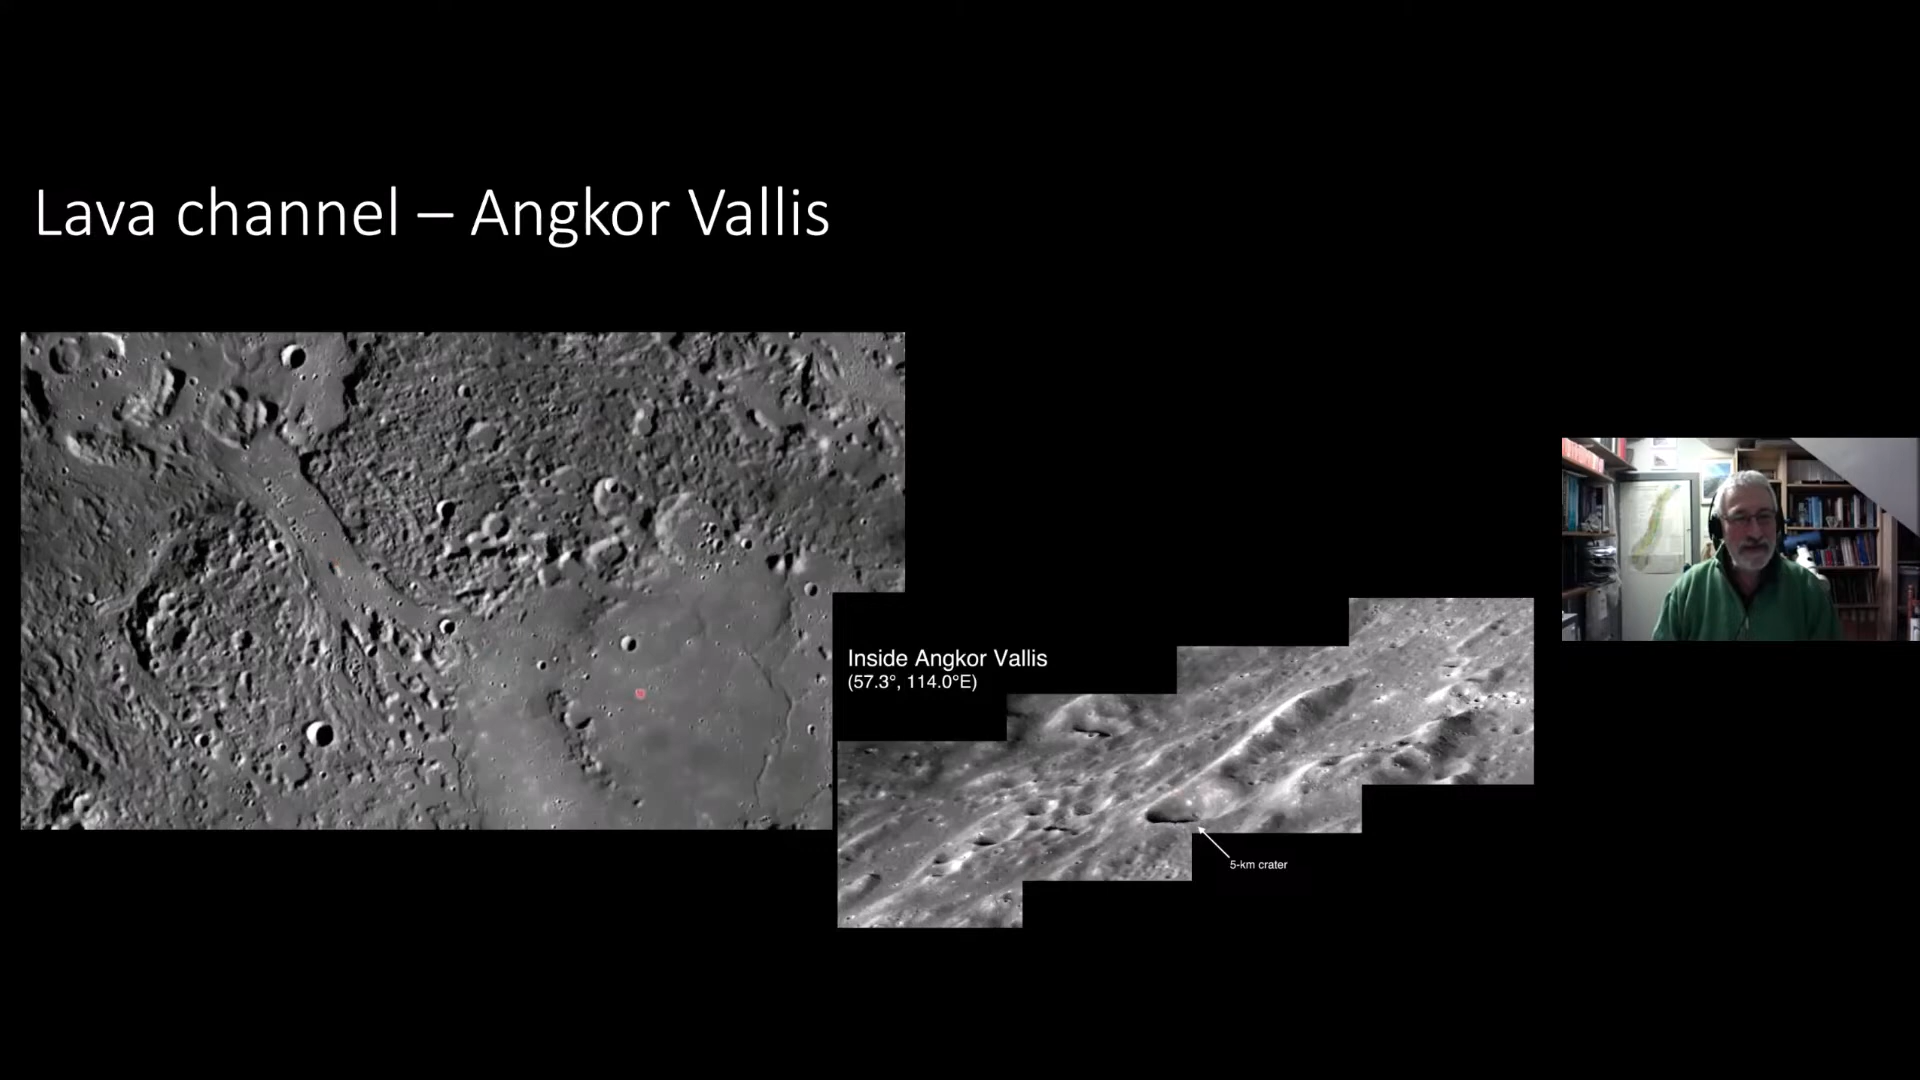 Lava channel – Angkor Vallis
Inside Angkor Vallis
(57.3°, 114.0°E)
5-km crater